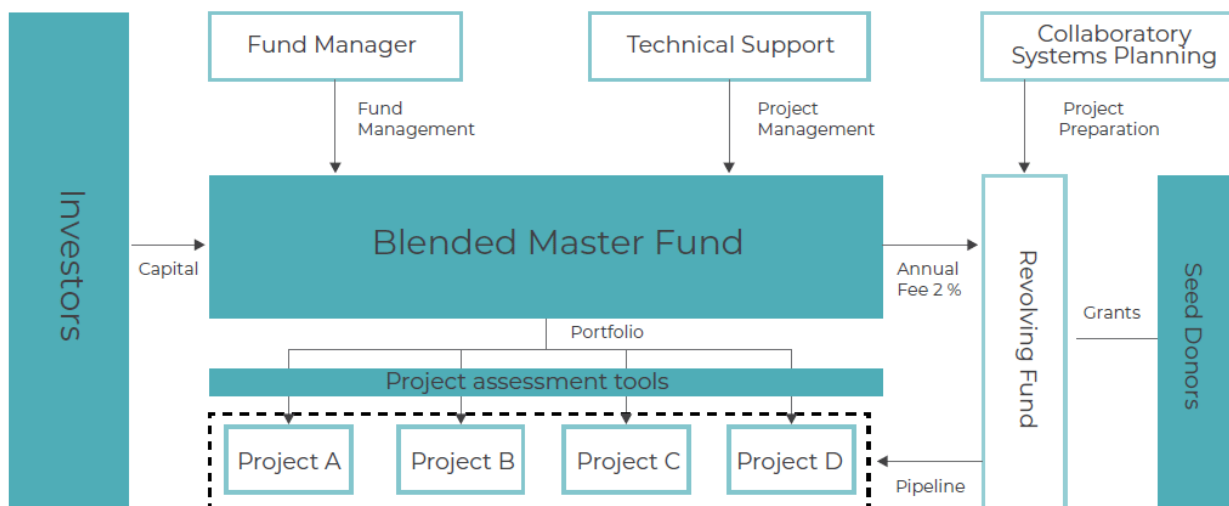 Fund Manager
Technical Support
Collaboratory
Systems Planning
Fund
Management
Project
Management
Project
Preparation
Investors
Capital
Blended Master Fund
Annual
Fee 2 %
Revolving Fund
Grants
Seed Donors
Portfolio
Project assessment tools
Project A
Project B
Project C
Project D
Pipeline